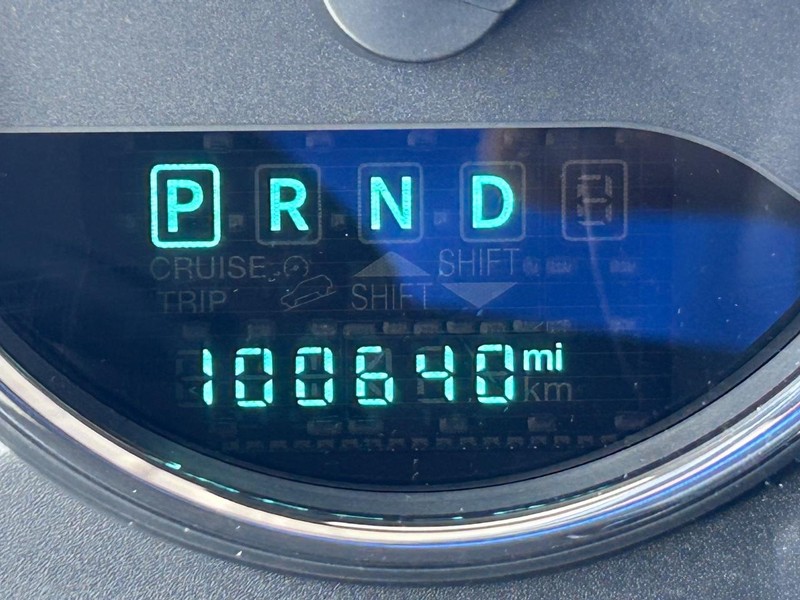 P R N D
CRUISE SHIFT
TRIP SHIFT
100640 mi
km